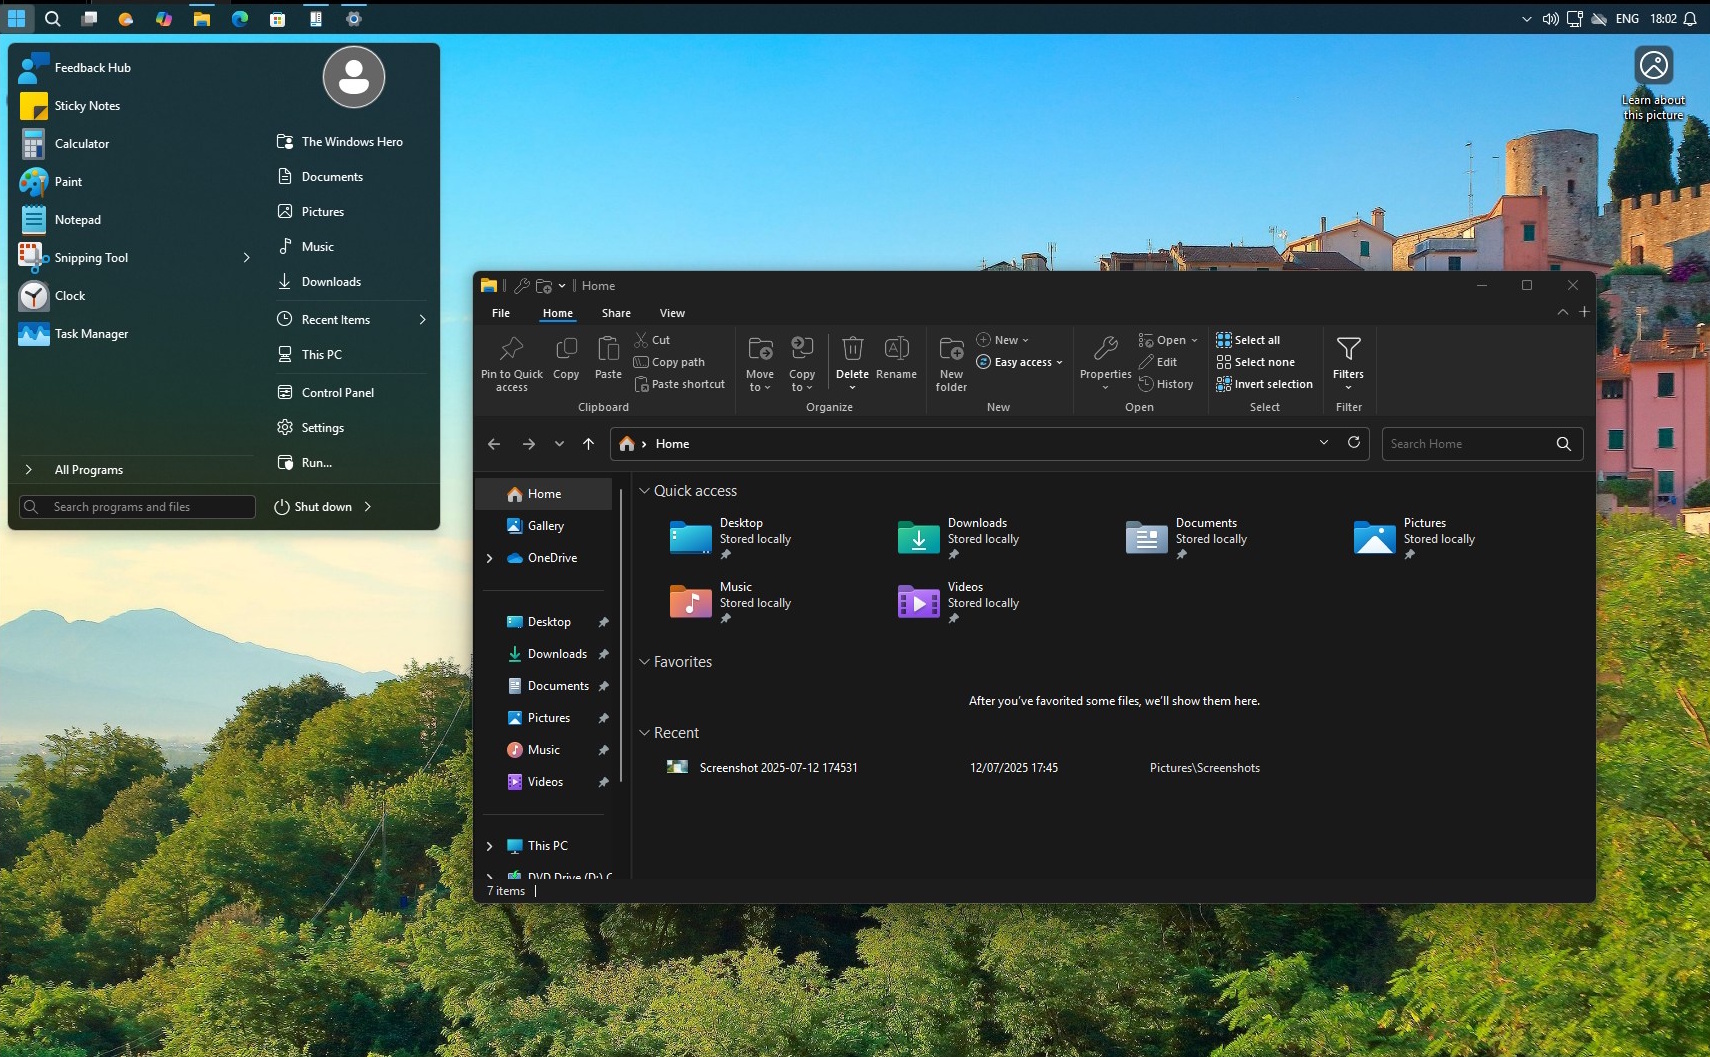 ENG 18:02
Feedback Hub
Sticky Notes
Calculator
Paint
Notepad
Snipping Tool
Clock
Task Manager
All Programs
Search programs and files
The Windows Hero
Documents
Pictures
Music
Downloads
Recent Items
This PC
Control Panel
Settings
Run...
Shut down
Learn about
this picture
Home
File Home Share View
Pin to Quick
access
Copy
Paste
Cut
Copy path
Paste shortcut
Clipboard
Move
to
Copy
to
Delete
Rename
Organize
New
folder
New
Easy access
New
Properties
Open
Edit
History
Open
Select all
Select none
Invert selection
Select
Filters
Filter
Home
Search Home
Home
Gallery
OneDrive
Desktop
Downloads
Documents
Pictures
Music
Videos
This PC
DVD Drive (D:) C
Quick access
Desktop
Stored locally
Downloads
Stored locally
Documents
Stored locally
Pictures
Stored locally
Music
Stored locally
Videos
Stored locally
Favorites
After you've favorited some files, we'll show them here.
Recent
Screenshot 2025-07-12 174531 12/07/2025 17:45 Pictures\Screenshots
7 items